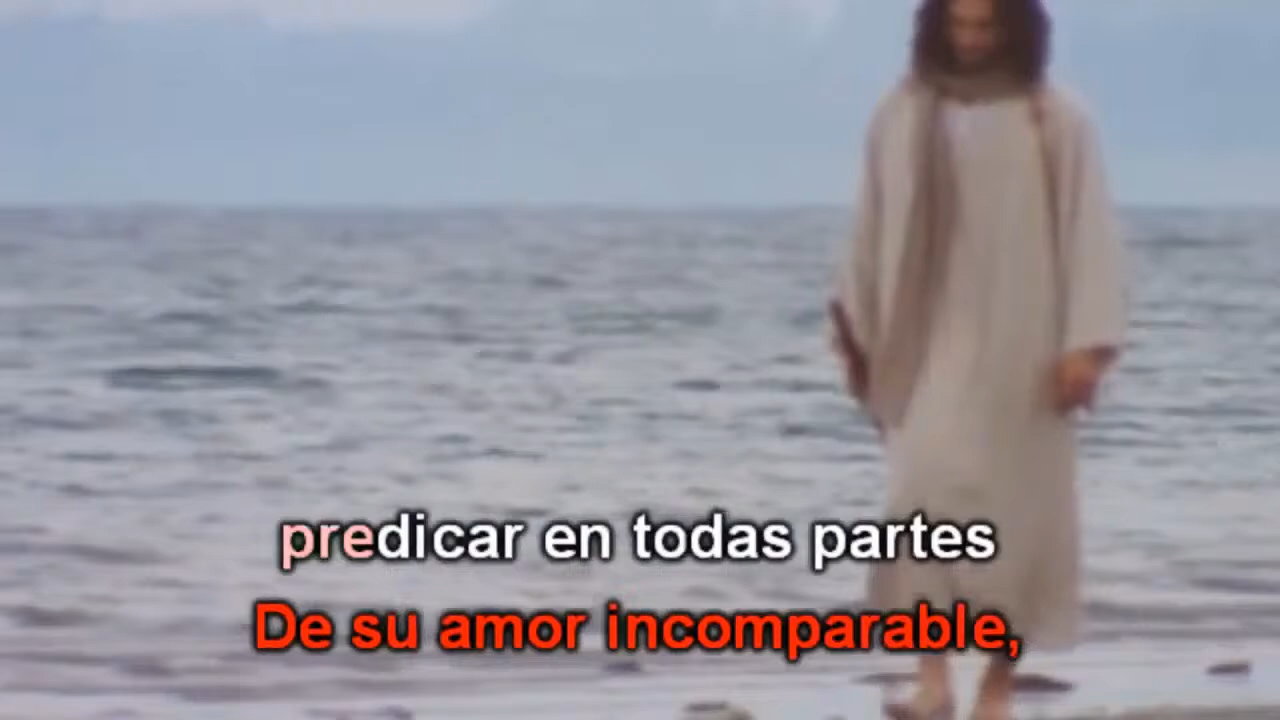 predicar en todas partes
De su amor incomparable,